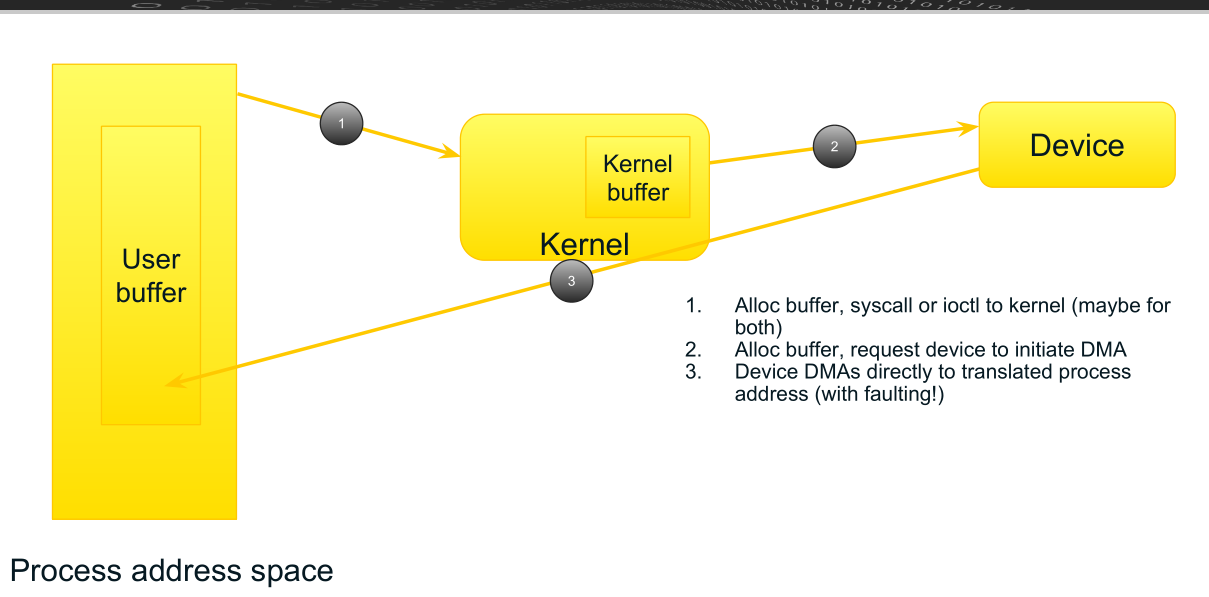 1
2
Device
Kernel
buffer
Kernel
User
buffer
3
1. Alloc buffer, syscall or ioctl to kernel (maybe for
both)
2. Alloc buffer, request device to initiate DMA
3. Device DMAs directly to translated process
address (with faulting!)
Process address space